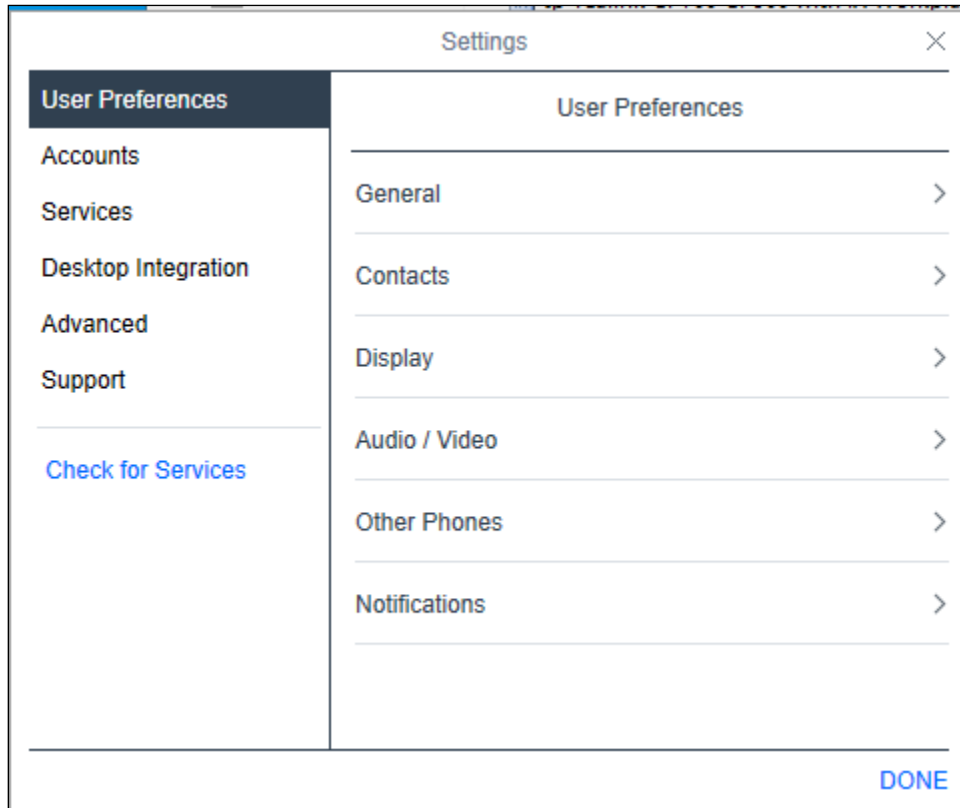 Settings
User Preferences
Accounts
Services
Desktop Integration
Advanced
Support
Check for Services
User Preferences
General
Contacts
Display
Audio / Video
Other Phones
Notifications
DONE